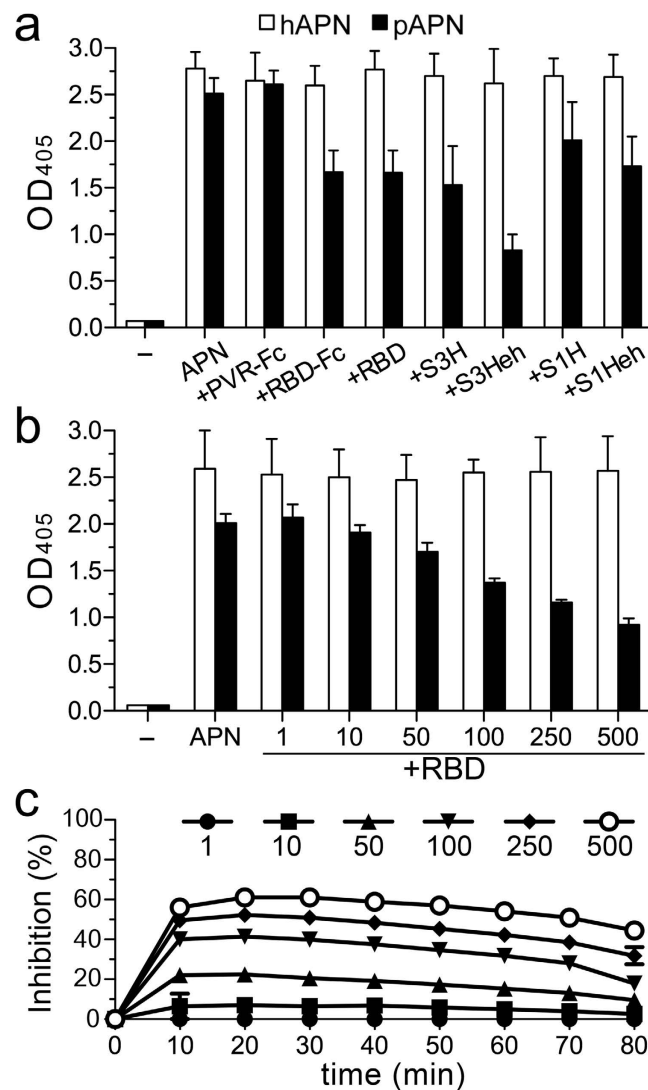 a
hAPN pAPN
3.0
2.5
2.0
1.5
1.0
0.5
0.0
OD405
– APN +PVR-Fc +RBD-Fc +RBD +S3H +S3Heh +S1H +S1Heh
b
3.0
2.5
2.0
1.5
1.0
0.5
0.0
OD405
– APN 1 10 50 100 250 500
+RBD
c
1 10 50 100 250 500
100
80
60
40
20
0
Inhibition (%)
0 10 20 30 40 50 60 70 80
time (min)